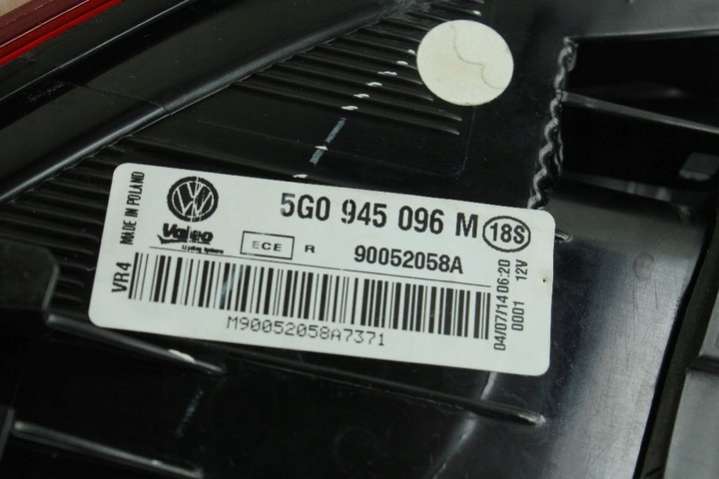 5G0 945 096 M
18S
Valeo
ECE R
90052058A
M90052058A7371
MADE IN POLAND
VR4
04/07/14 06:20
0001 12V